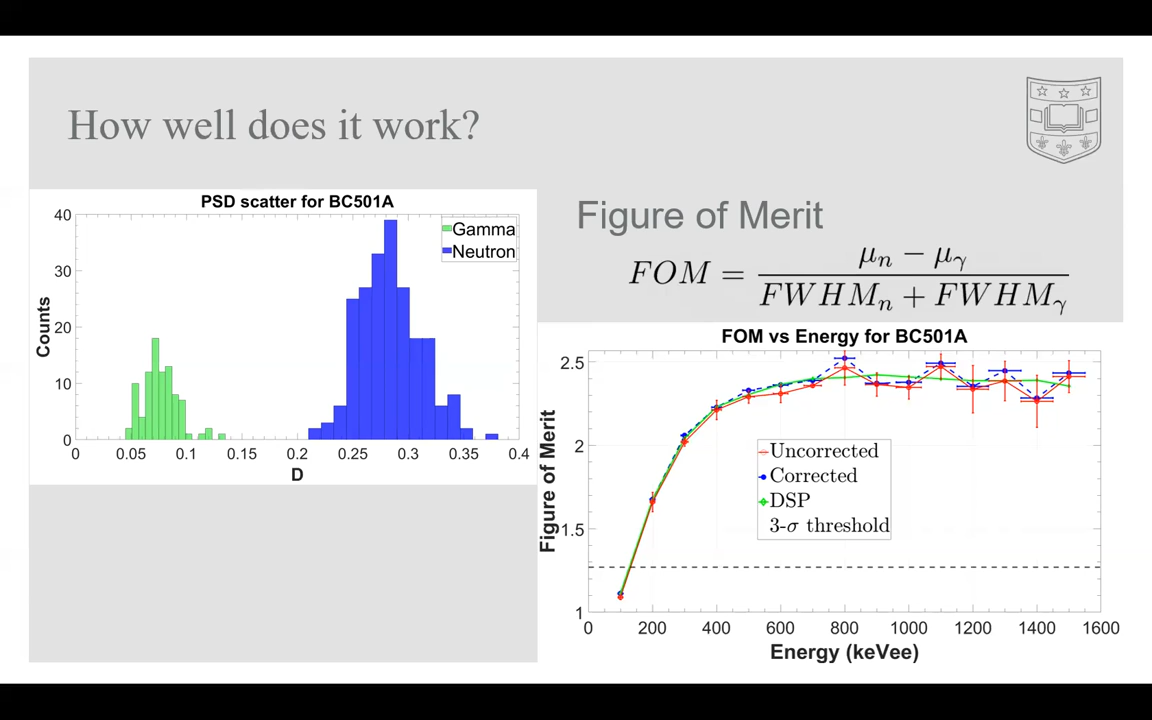 How well does it work?
PSD scatter for BC501A
40
30
20
10
0
Counts
Gamma
Neutron
0 0.05 0.1 0.15 0.2 0.25 0.3 0.35 0.4
D
Figure of Merit
FOM = (μn − μγ) / (FWHMn + FWHMγ)
FOM vs Energy for BC501A
2.5
2
1.5
1
Figure of Merit
Uncorrected
Corrected
DSP
3-σ threshold
0 200 400 600 800 1000 1200 1400 1600
Energy (keVee)